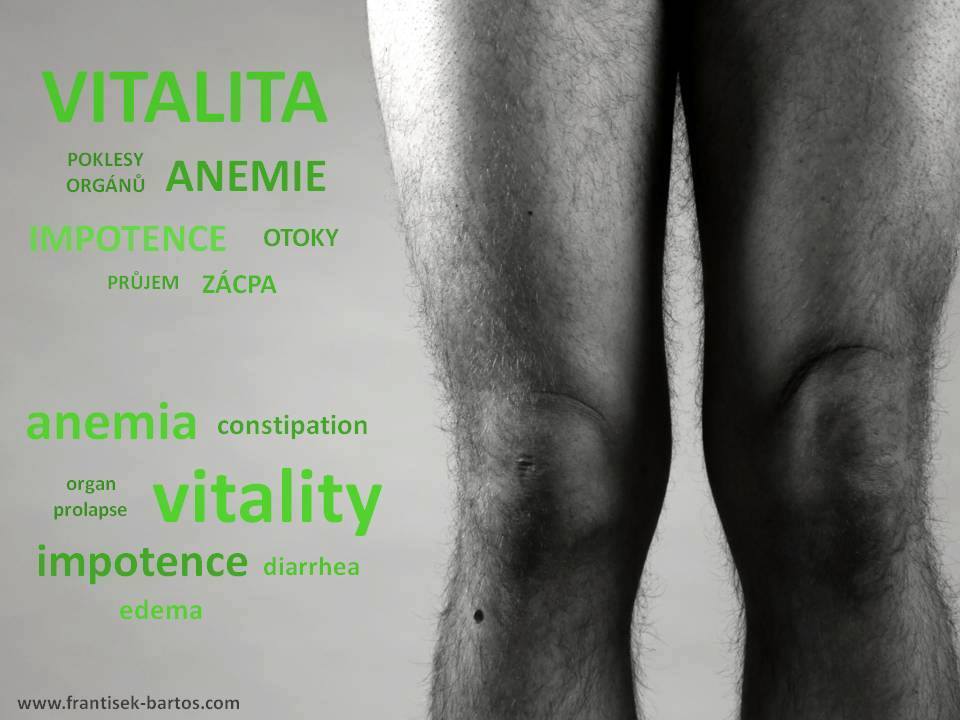 VITALITA
POKLESY
ORGÁNŮ ANEMIE
IMPOTENCE OTOKY
PRŮJEM ZÁCPA
anemia constipation
organ
prolapse vitality
impotence diarrhea
edema
www.frantisek-bartos.com